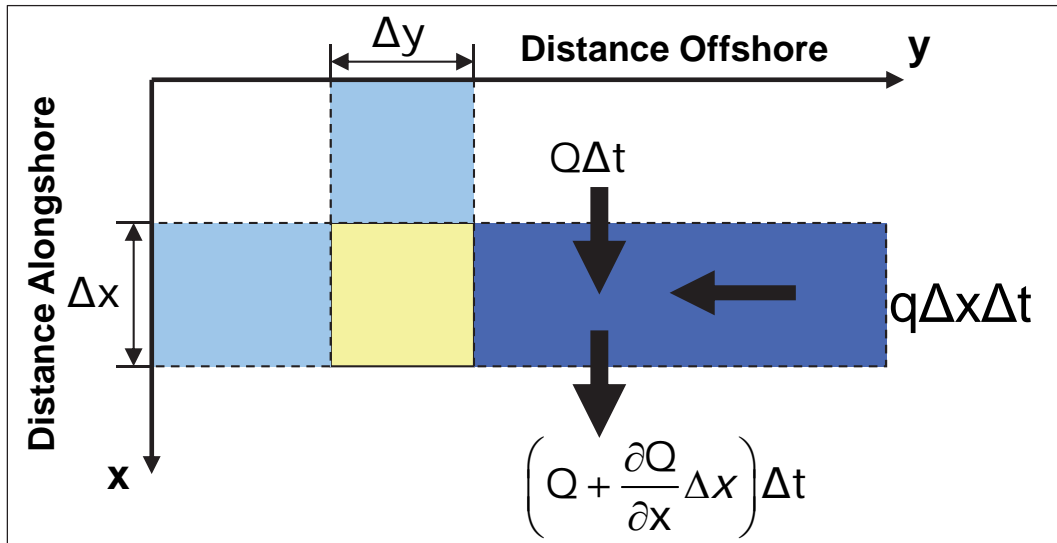 Δy
Distance Offshore
y
Distance Alongshore
QΔt
Δx
qΔxΔt
x
(Q + ∂Q/∂x Δx)Δt